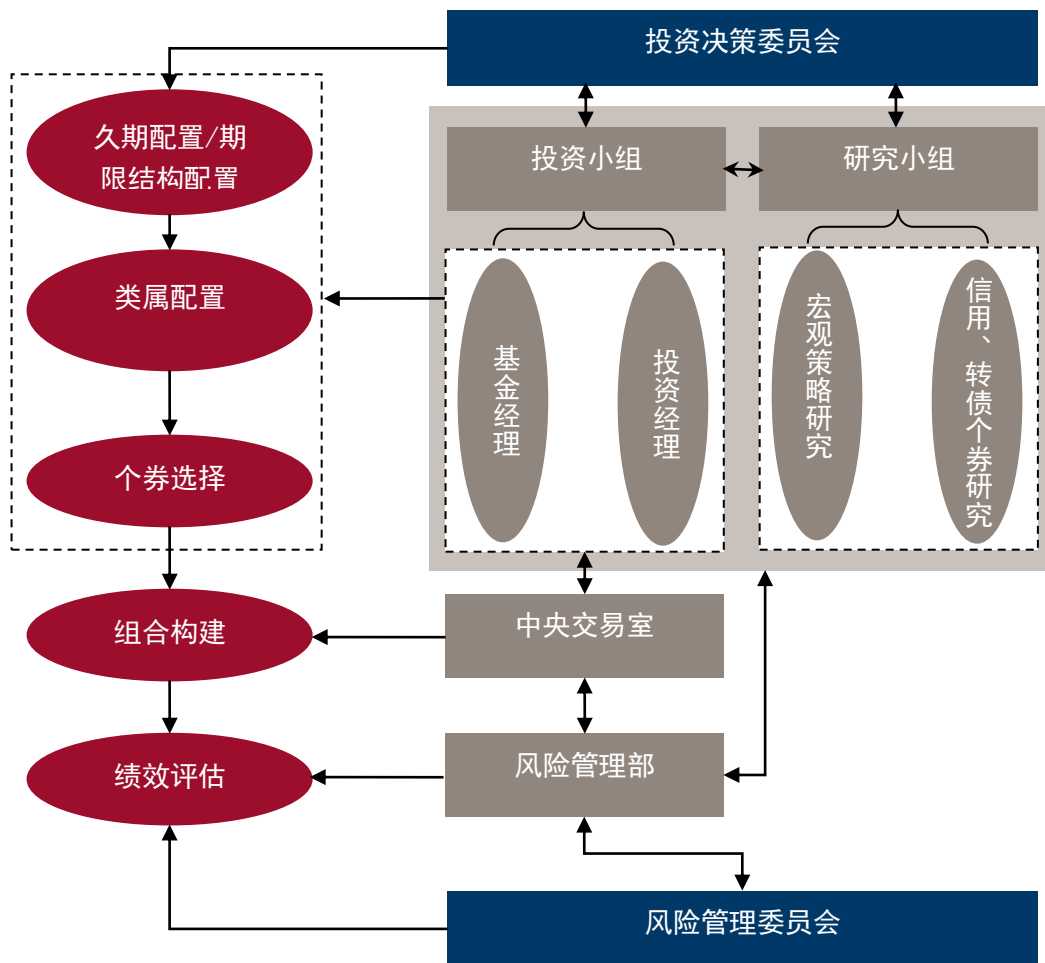 投资决策委员会
久期配置/期
限结构配置
投资小组
研究小组
类属配置
基金经理
投资经理
宏观策略研究
信用、转债个券研究
个券选择
组合构建
中央交易室
绩效评估
风险管理部
风险管理委员会